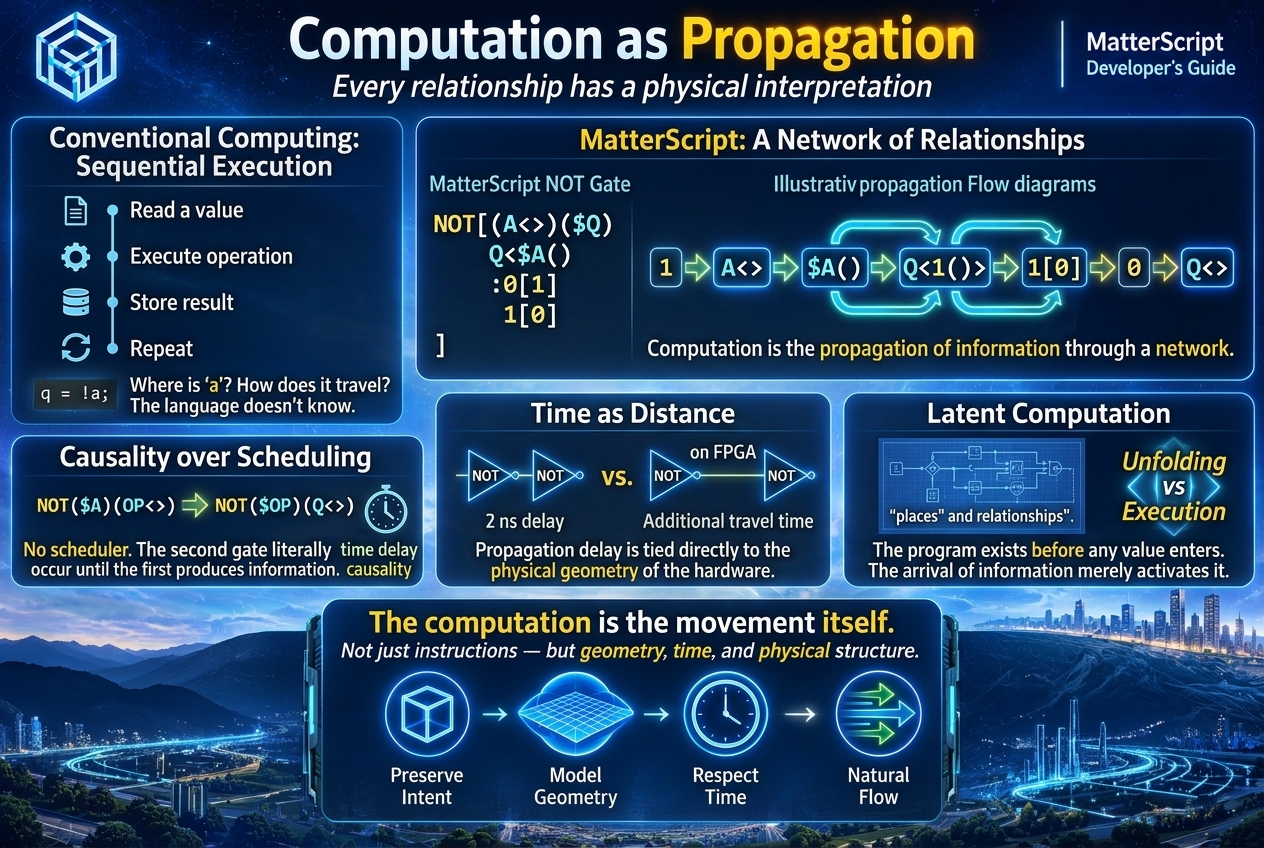 Computation as Propagation
Every relationship has a physical interpretation
MatterScript
Developer's Guide
Conventional Computing:
Sequential Execution
Read a value
Execute operation
Store result
Repeat
q = !a;
Where is 'a'? How does it travel?
The language doesn't know.
MatterScript: A Network of Relationships
MatterScript NOT Gate
NOT[(A<>)($Q)
Q<$A()
:0[1]
1[0]
]
Illustrativ propagation Flow diagrams
1 A<> $A() Q<1()> 1[0] 0 Q<>
Computation is the propagation of information through a network.
Causality over Scheduling
NOT($A)(OP<>) NOT($OP)(Q<>)
No scheduler. The second gate literally time delay
occur until the first produces information. causality
Time as Distance
on FPGA
NOT NOT vs. NOT NOT
2 ns delay
Additional travel time
Propagation delay is tied directly to the
physical geometry of the hardware.
Latent Computation
"places" and relationships".
Unfolding
vs
Execution
The program exists before any value enters.
The arrival of information merely activates it.
The computation is the movement itself.
Not just instructions — but geometry, time, and physical structure.
Preserve
Intent
Model
Geometry
Respect
Time
Natural
Flow